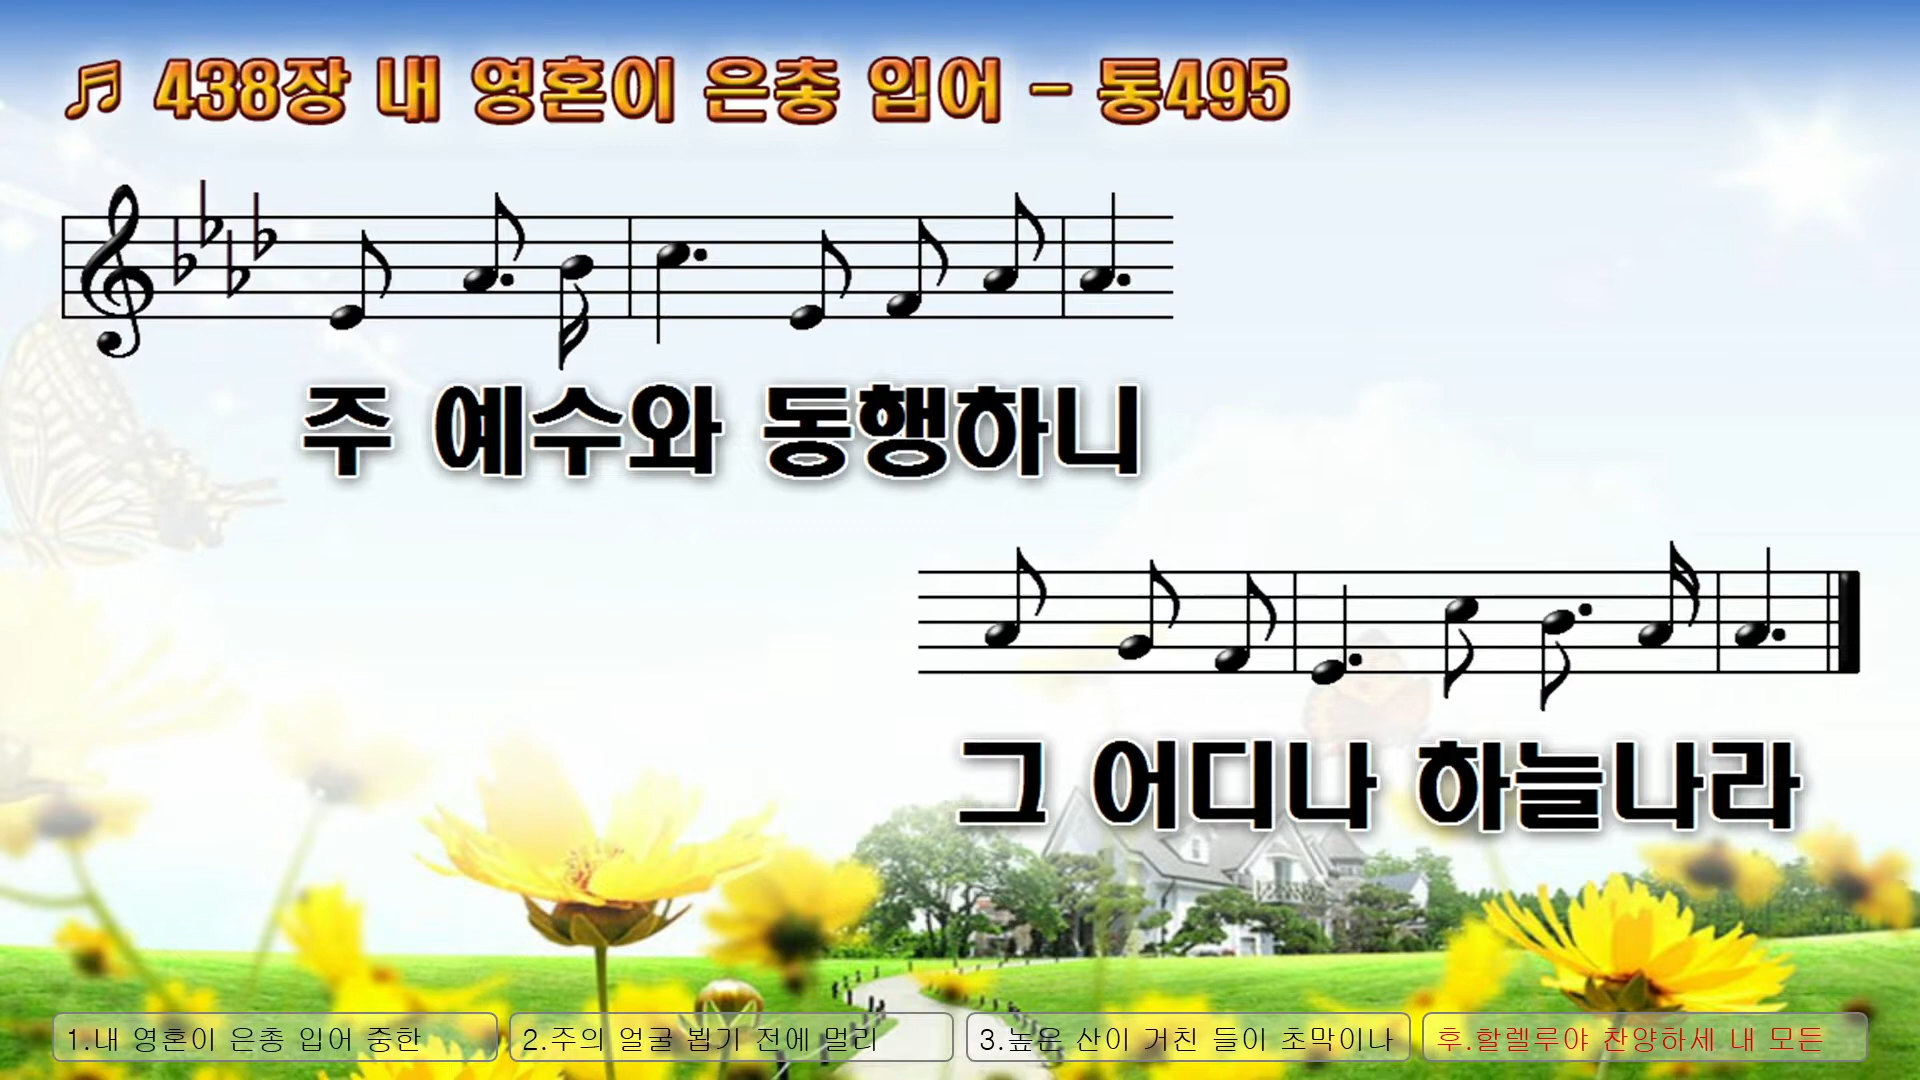 ♬ 438장 내 영혼이 은총 입어 - 통495
주 예수와 동행하니
그 어디나 하늘나라
1.내 영혼이 은총 입어 중한
2.주의 얼굴 뵙기 전에 멀리
3.높은 산이 거친 들이 초막이나
후.할렐루야 찬양하세 내 모든